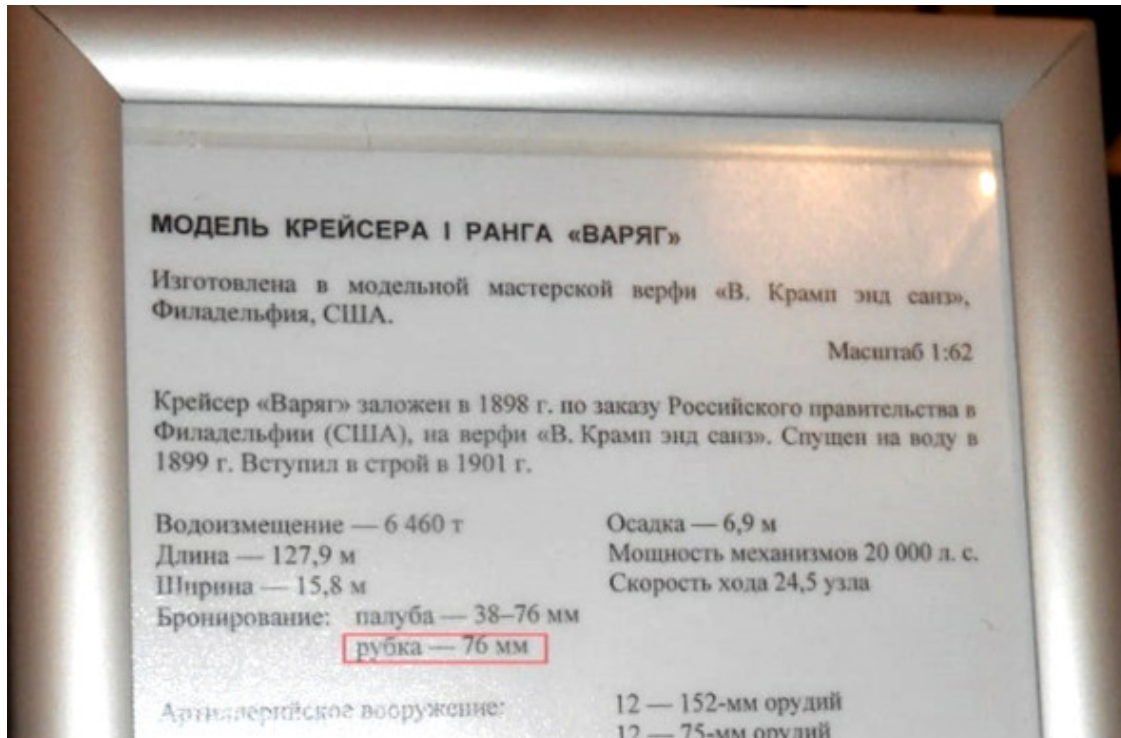 МОДЕЛЬ КРЕЙСЕРА I РАНГА «ВАРЯГ»
Изготовлена в модельной мастерской верфи «В. Крамп энд санз»,
Филадельфия, США.
Масштаб 1:62
Крейсер «Варяг» заложен в 1898 г. по заказу Российского правительства в
Филадельфии (США), на верфи «В. Крамп энд санз». Спущен на воду в
1899 г. Вступил в строй в 1901 г.
Водоизмещение — 6 460 т
Длина — 127,9 м
Ширина — 15,8 м
Бронирование: палуба — 38–76 мм
рубка — 76 мм
Осадка — 6,9 м
Мощность механизмов 20 000 л. с.
Скорость хода 24,5 узла
Артиллерийское вооружение:
12 — 152-мм орудий
12 — 75-мм орудий